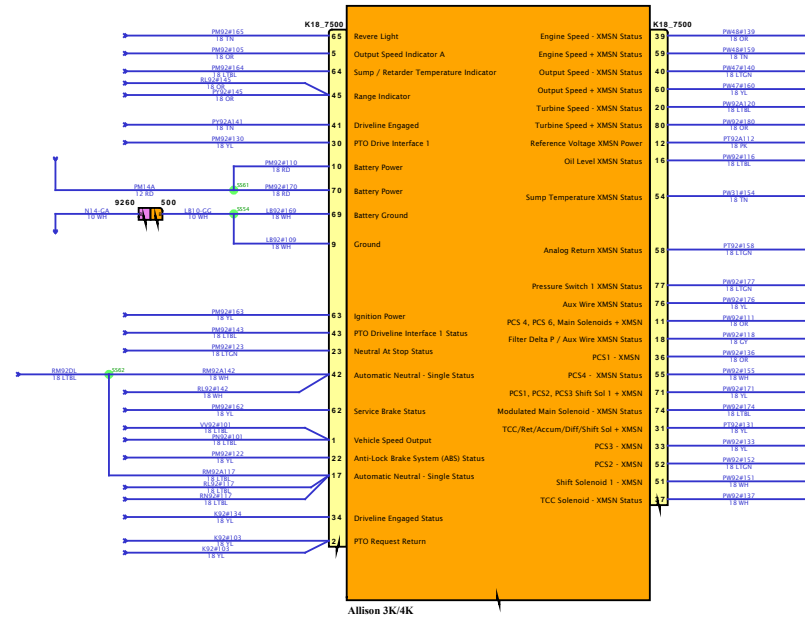 K18_7500 K18_7500
PM92#165 65 Revere Light Engine Speed - XMSN Status 39 PW48#139
18 TN 18 OR
PM92#105 5 Output Speed Indicator A Engine Speed + XMSN Status 59 PW48#159
18 OR 18 TN
PM92#164 64 Sump / Retarder Temperature Indicator Output Speed - XMSN Status 40 PW47#140
18 LTBL 18 LTGN
RL92#145
18 OR
PY92#145 45 Range Indicator Output Speed + XMSN Status 60 PW47#160
18 OR 18 YL
Turbine Speed - XMSN Status 20 PW92A120
18 LTBL
PY92A141 41 Driveline Engaged Turbine Speed + XMSN Status 80 PW92#180
18 TN 18 OR
PM92#130 30 PTO Drive Interface 1 Reference Voltage XMSN Power 12 PT92A112
18 YL 18 PK
PM92#110 10 Battery Power Oil Level XMSN Status 16 PW92#116
18 RD 18 LTBL
PM14A SS61 PM92#170 70 Battery Power
12 RD 18 RD
Sump Temperature XMSN Status 54 PW31#154
18 TN
9260 500
N14-GA LB10-GG SS54 LB92#169 69 Battery Ground
10 WH 10 WH 18 WH
LB92#109 9 Ground
18 WH
Analog Return XMSN Status 58 PT92#158
18 LTGN
Pressure Switch 1 XMSN Status 77 PW92#177
18 LTGN
Aux Wire XMSN Status 76 PW92#176
18 YL
PM92#163 63 Ignition Power PCS 4, PCS 6, Main Solenoids + XMSN 11 PW92#111
18 YL 18 OR
PM92#143 43 PTO Driveline Interface 1 Status Filter Delta P / Aux Wire XMSN Status 18 PW92#118
18 LTBL 18 GY
PM92#123 23 Neutral At Stop Status PCS1 - XMSN 36 PW92#136
18 LTGN 18 OR
RM92DL SS62 RM92A142 42 Automatic Neutral - Single Status PCS4 - XMSN Status 55 PW92#155
18 LTBL 18 WH 18 WH
RL92#142 PCS1, PCS2, PCS3 Shift Sol 1 + XMSN 71 PW92#171
18 WH 18 YL
PM92#162 62 Service Brake Status Modulated Main Solenoid - XMSN Status 74 PW92#174
18 YL 18 LTBL
VV92#101 TCC/Ret/Accum/Diff/Shift Sol + XMSN 31 PT92#131
18 LTBL 18 YL
PN92#101 1 Vehicle Speed Output PCS3 - XMSN 33 PW92#133
18 LTBL 18 YL
PM92#122 22 Anti-Lock Brake System (ABS) Status PCS2 - XMSN 52 PW92#152
18 YL 18 LTGN
RM92A117 17 Automatic Neutral - Single Status Shift Solenoid 1 - XMSN 51 PW92#151
18 LTBL 18 WH
RL92#117
18 LTBL
RN92#117 TCC Solenoid - XMSN Status 37 PW92#137
18 LTBL 18 WH
K92#134 34 Driveline Engaged Status
18 YL
K92#103 2 PTO Request Return
18 YL
K92#103
18 YL
Allison 3K/4K